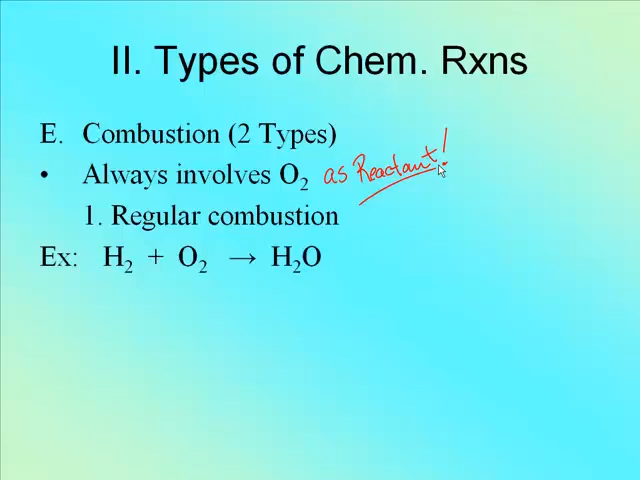 II. Types of Chem. Rxns
E. Combustion (2 Types)
• Always involves O₂ as Reactant!
1. Regular combustion
Ex: H₂ + O₂ → H₂O